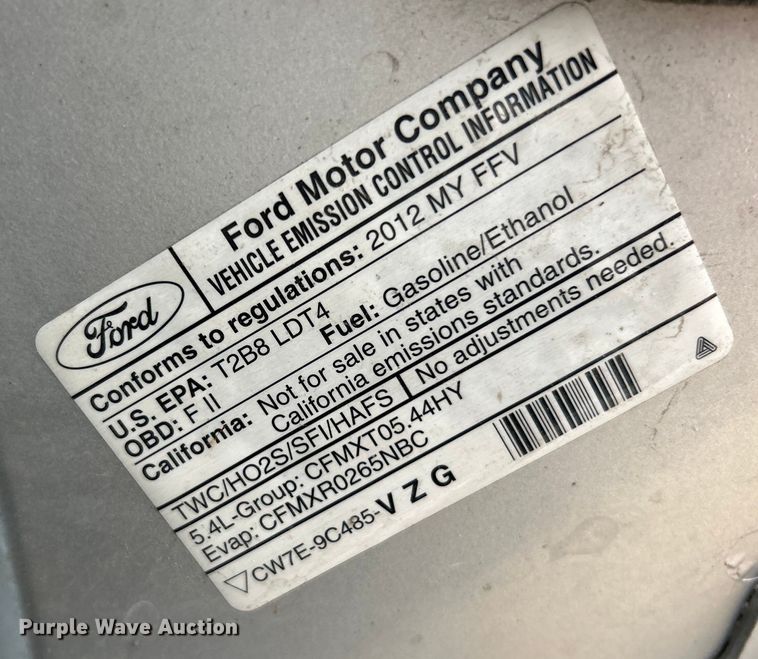 Ford
Ford Motor Company
VEHICLE EMISSION CONTROL INFORMATION
Conforms to regulations: 2012 MY FFV
U.S. EPA: T2B8 LDT4
OBD: F II
Fuel: Gasoline/Ethanol
California: Not for sale in states with
California emissions standards.
TWC/HO2S/SFI/HAFS
No adjustments needed.
5.4L-Group: CFMXT05.44HY
Evap: CFMXR0265NBC
CW7E-9C485-VZG
Purple Wave Auction